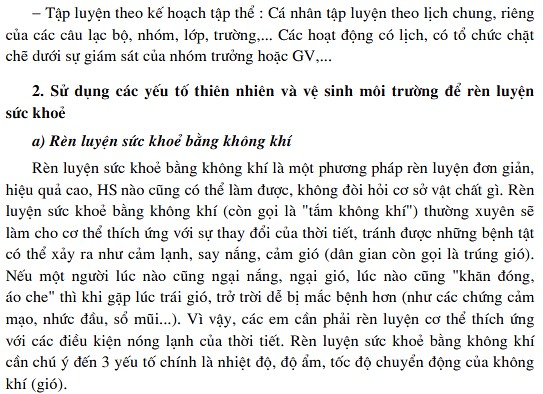 – Tập luyện theo kế hoạch tập thể : Cá nhân tập luyện theo lịch chung, riêng
của các câu lạc bộ, nhóm, lớp, trường,... Các hoạt động có lịch, có tổ chức chặt
chẽ dưới sự giám sát của nhóm trưởng hoặc GV,...
2. Sử dụng các yếu tố thiên nhiên và vệ sinh môi trường để rèn luyện
sức khoẻ
a) Rèn luyện sức khoẻ bằng không khí
Rèn luyện sức khoẻ bằng không khí là một phương pháp rèn luyện đơn giản,
hiệu quả cao, HS nào cũng có thể làm được, không đòi hỏi cơ sở vật chất gì. Rèn
luyện sức khoẻ bằng không khí (còn gọi là "tắm không khí") thường xuyên sẽ
làm cho cơ thể thích ứng với sự thay đổi của thời tiết, tránh được những bệnh tật
có thể xảy ra như cảm lạnh, say nắng, cảm gió (dân gian còn gọi là trúng gió).
Nếu một người lúc nào cũng ngại nắng, ngại gió, lúc nào cũng "khăn đóng,
áo che" thì khi gặp lúc trái gió, trở trời dễ bị mắc bệnh hơn (như các chứng cảm
mạo, nhức đầu, sổ mũi...). Vì vậy, các em cần phải rèn luyện cơ thể thích ứng
với các điều kiện nóng lạnh của thời tiết. Rèn luyện sức khoẻ bằng không khí
cần chú ý đến 3 yếu tố chính là nhiệt độ, độ ẩm, tốc độ chuyển động của không
khí (gió).